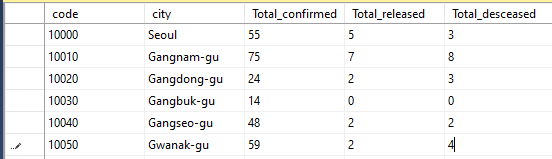 code city Total_confirmed Total_released Total_desceased
10000 Seoul 55 5 3
10010 Gangnam-gu 75 7 8
10020 Gangdong-gu 24 2 3
10030 Gangbuk-gu 14 0 0
10040 Gangseo-gu 48 2 2
10050 Gwanak-gu 59 2 4